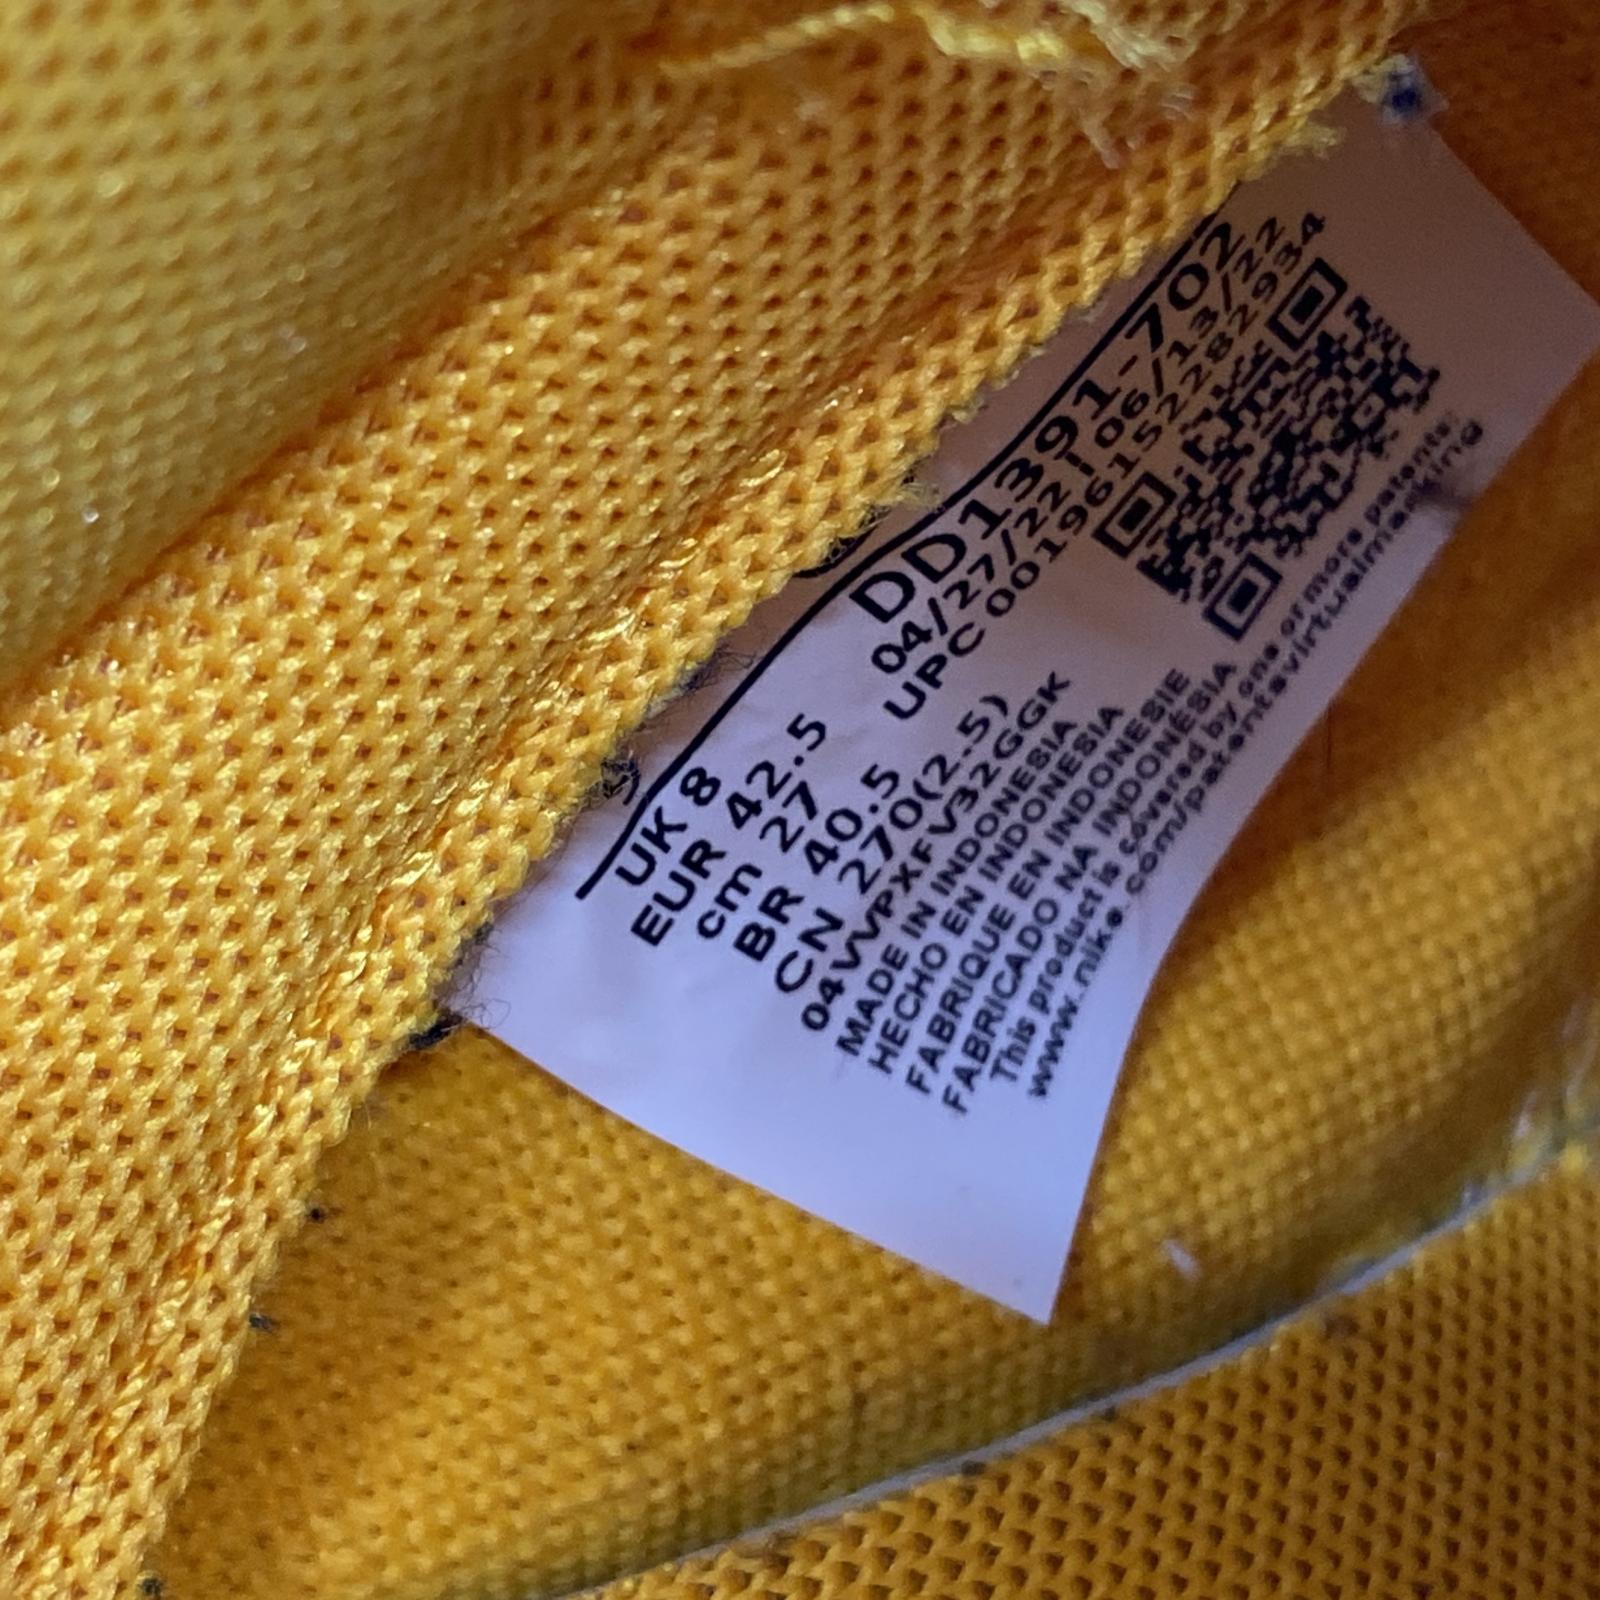 DD1391-702
04/27/22 | 06/13/22
UPC 00196152282934
UK 8
EUR 42.5
cm 27
BR 40.5
CN 270(2.5)
04VVPXFV32GGK
MADE IN INDONESIA
HECHO EN INDONESIA
FABRIQUE EN INDONESIE
FABRICADO NA INDONÉSIA
This product is covered by one of more patents:
www.nike.com/patentsvirtualmarking